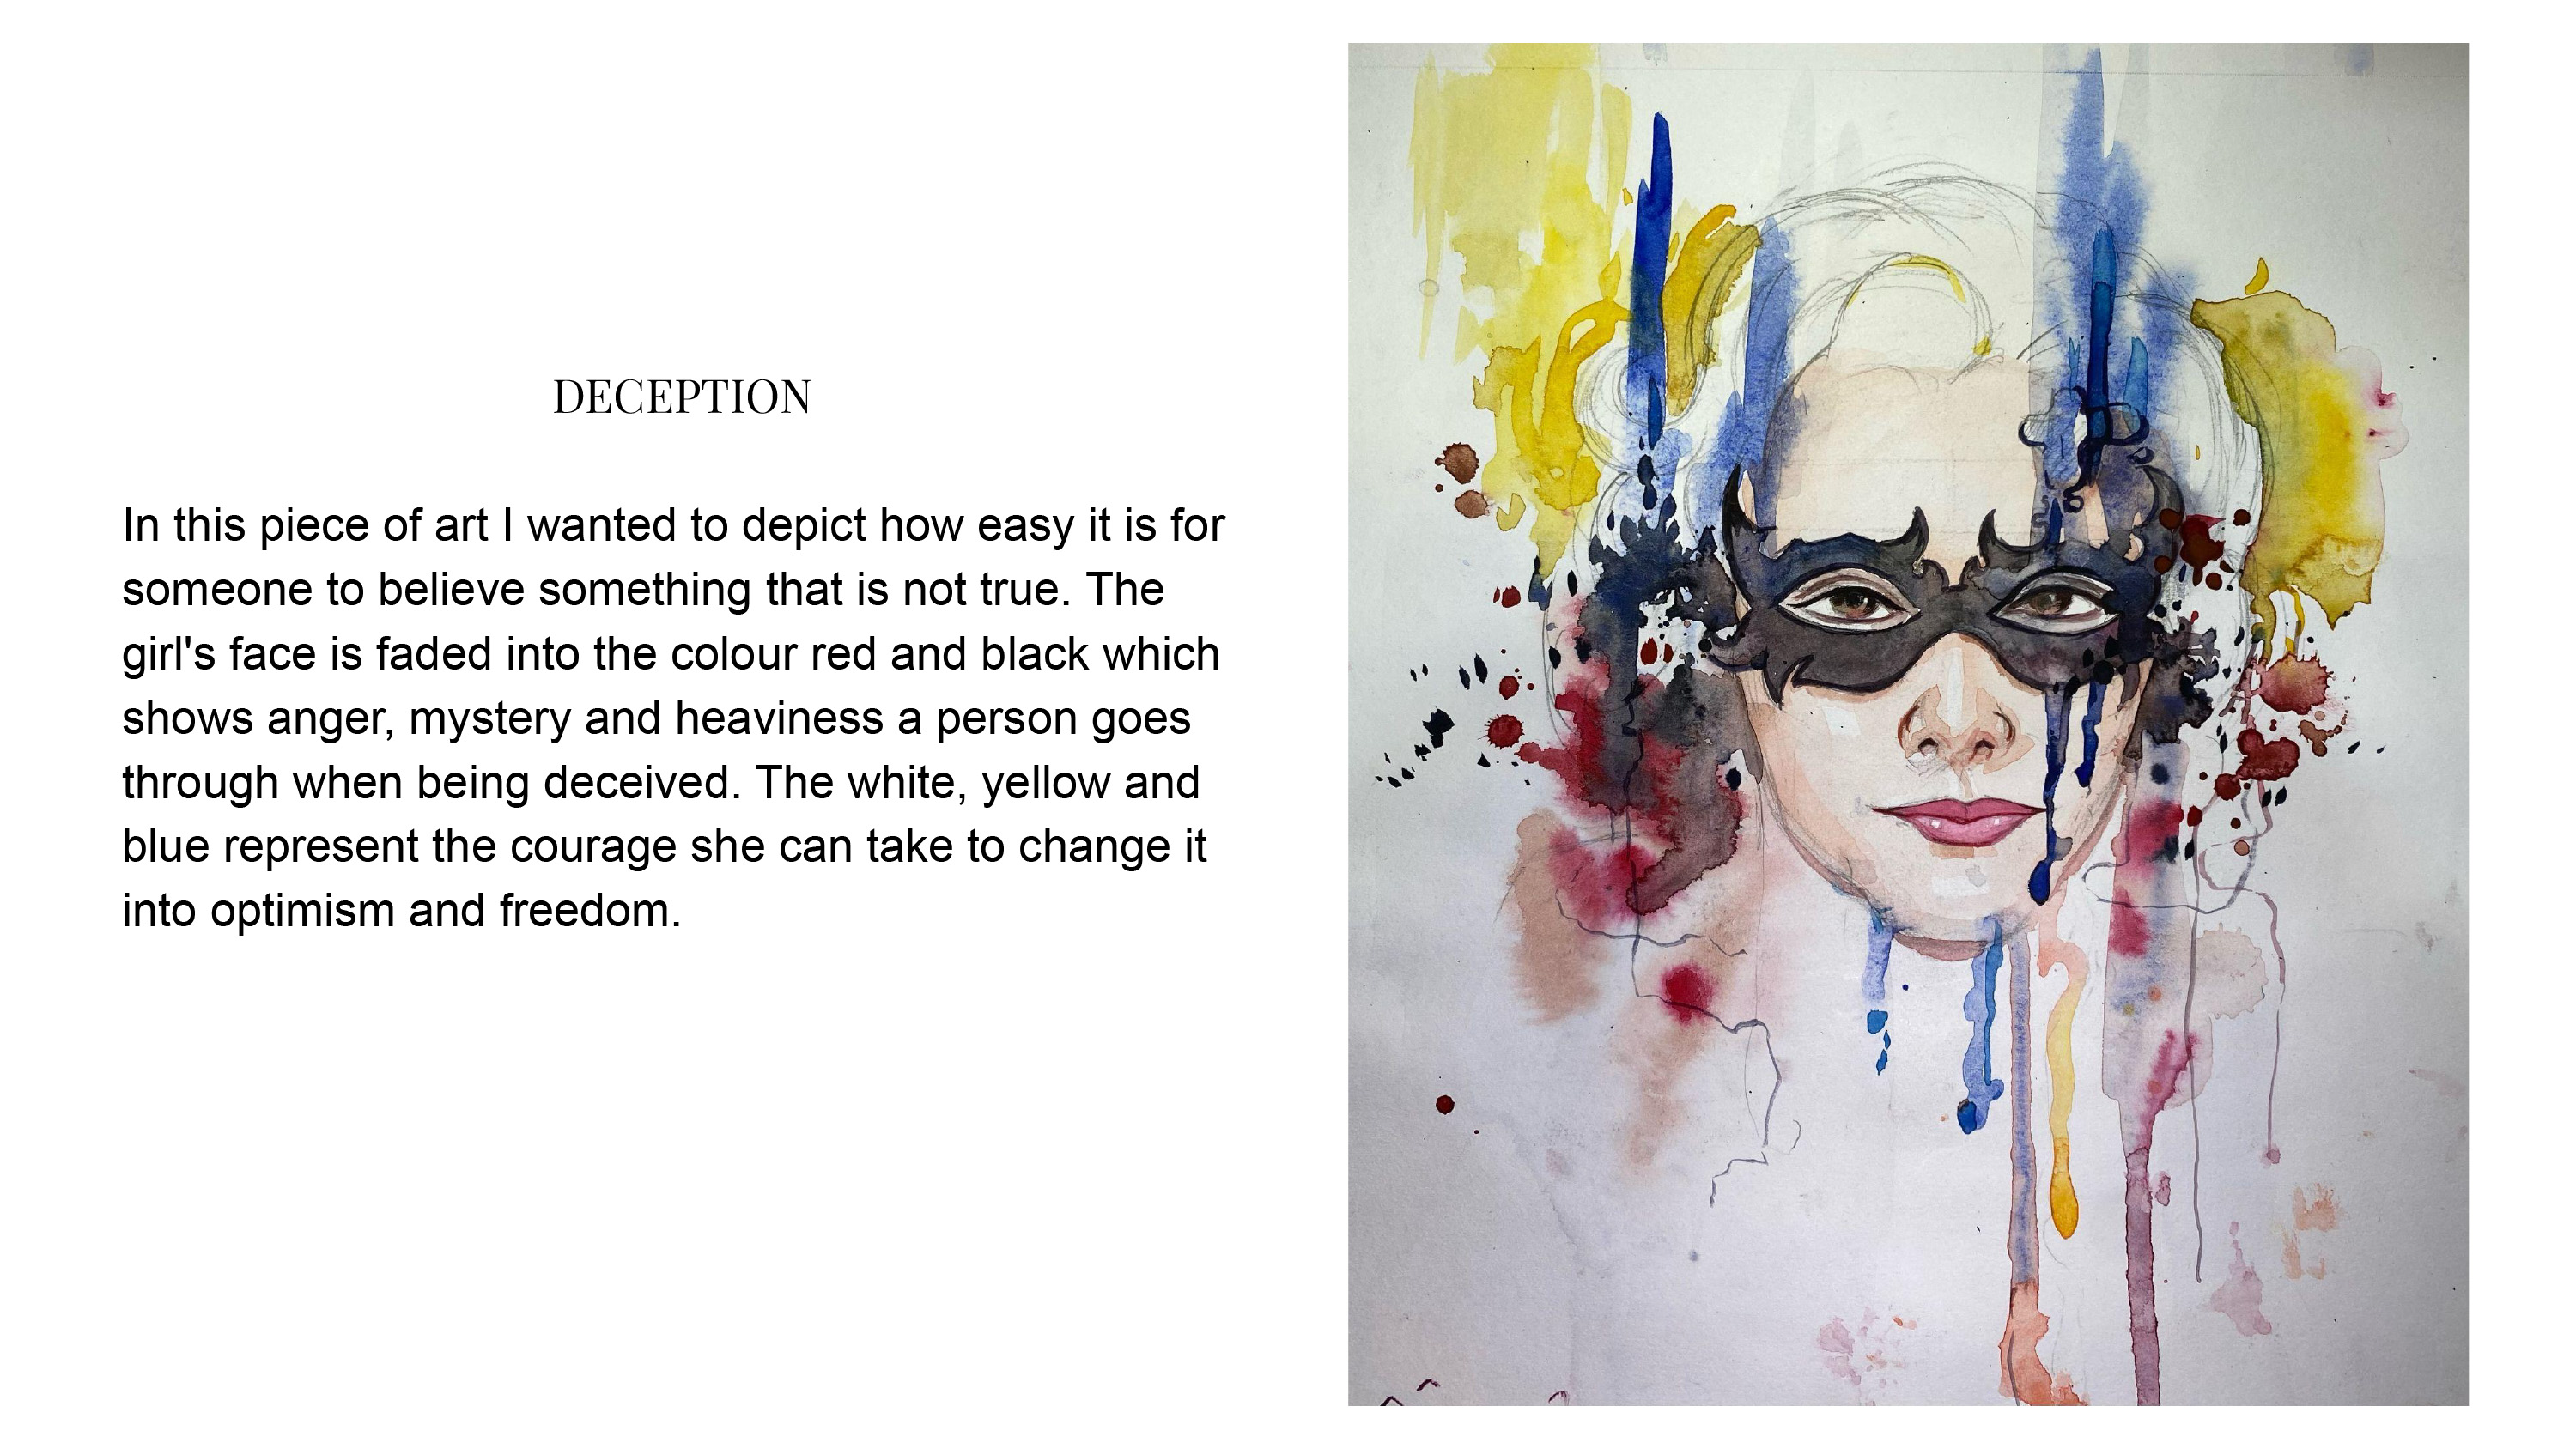 DECEPTION
In this piece of art I wanted to depict how easy it is for
someone to believe something that is not true. The
girl's face is faded into the colour red and black which
shows anger, mystery and heaviness a person goes
through when being deceived. The white, yellow and
blue represent the courage she can take to change it
into optimism and freedom.